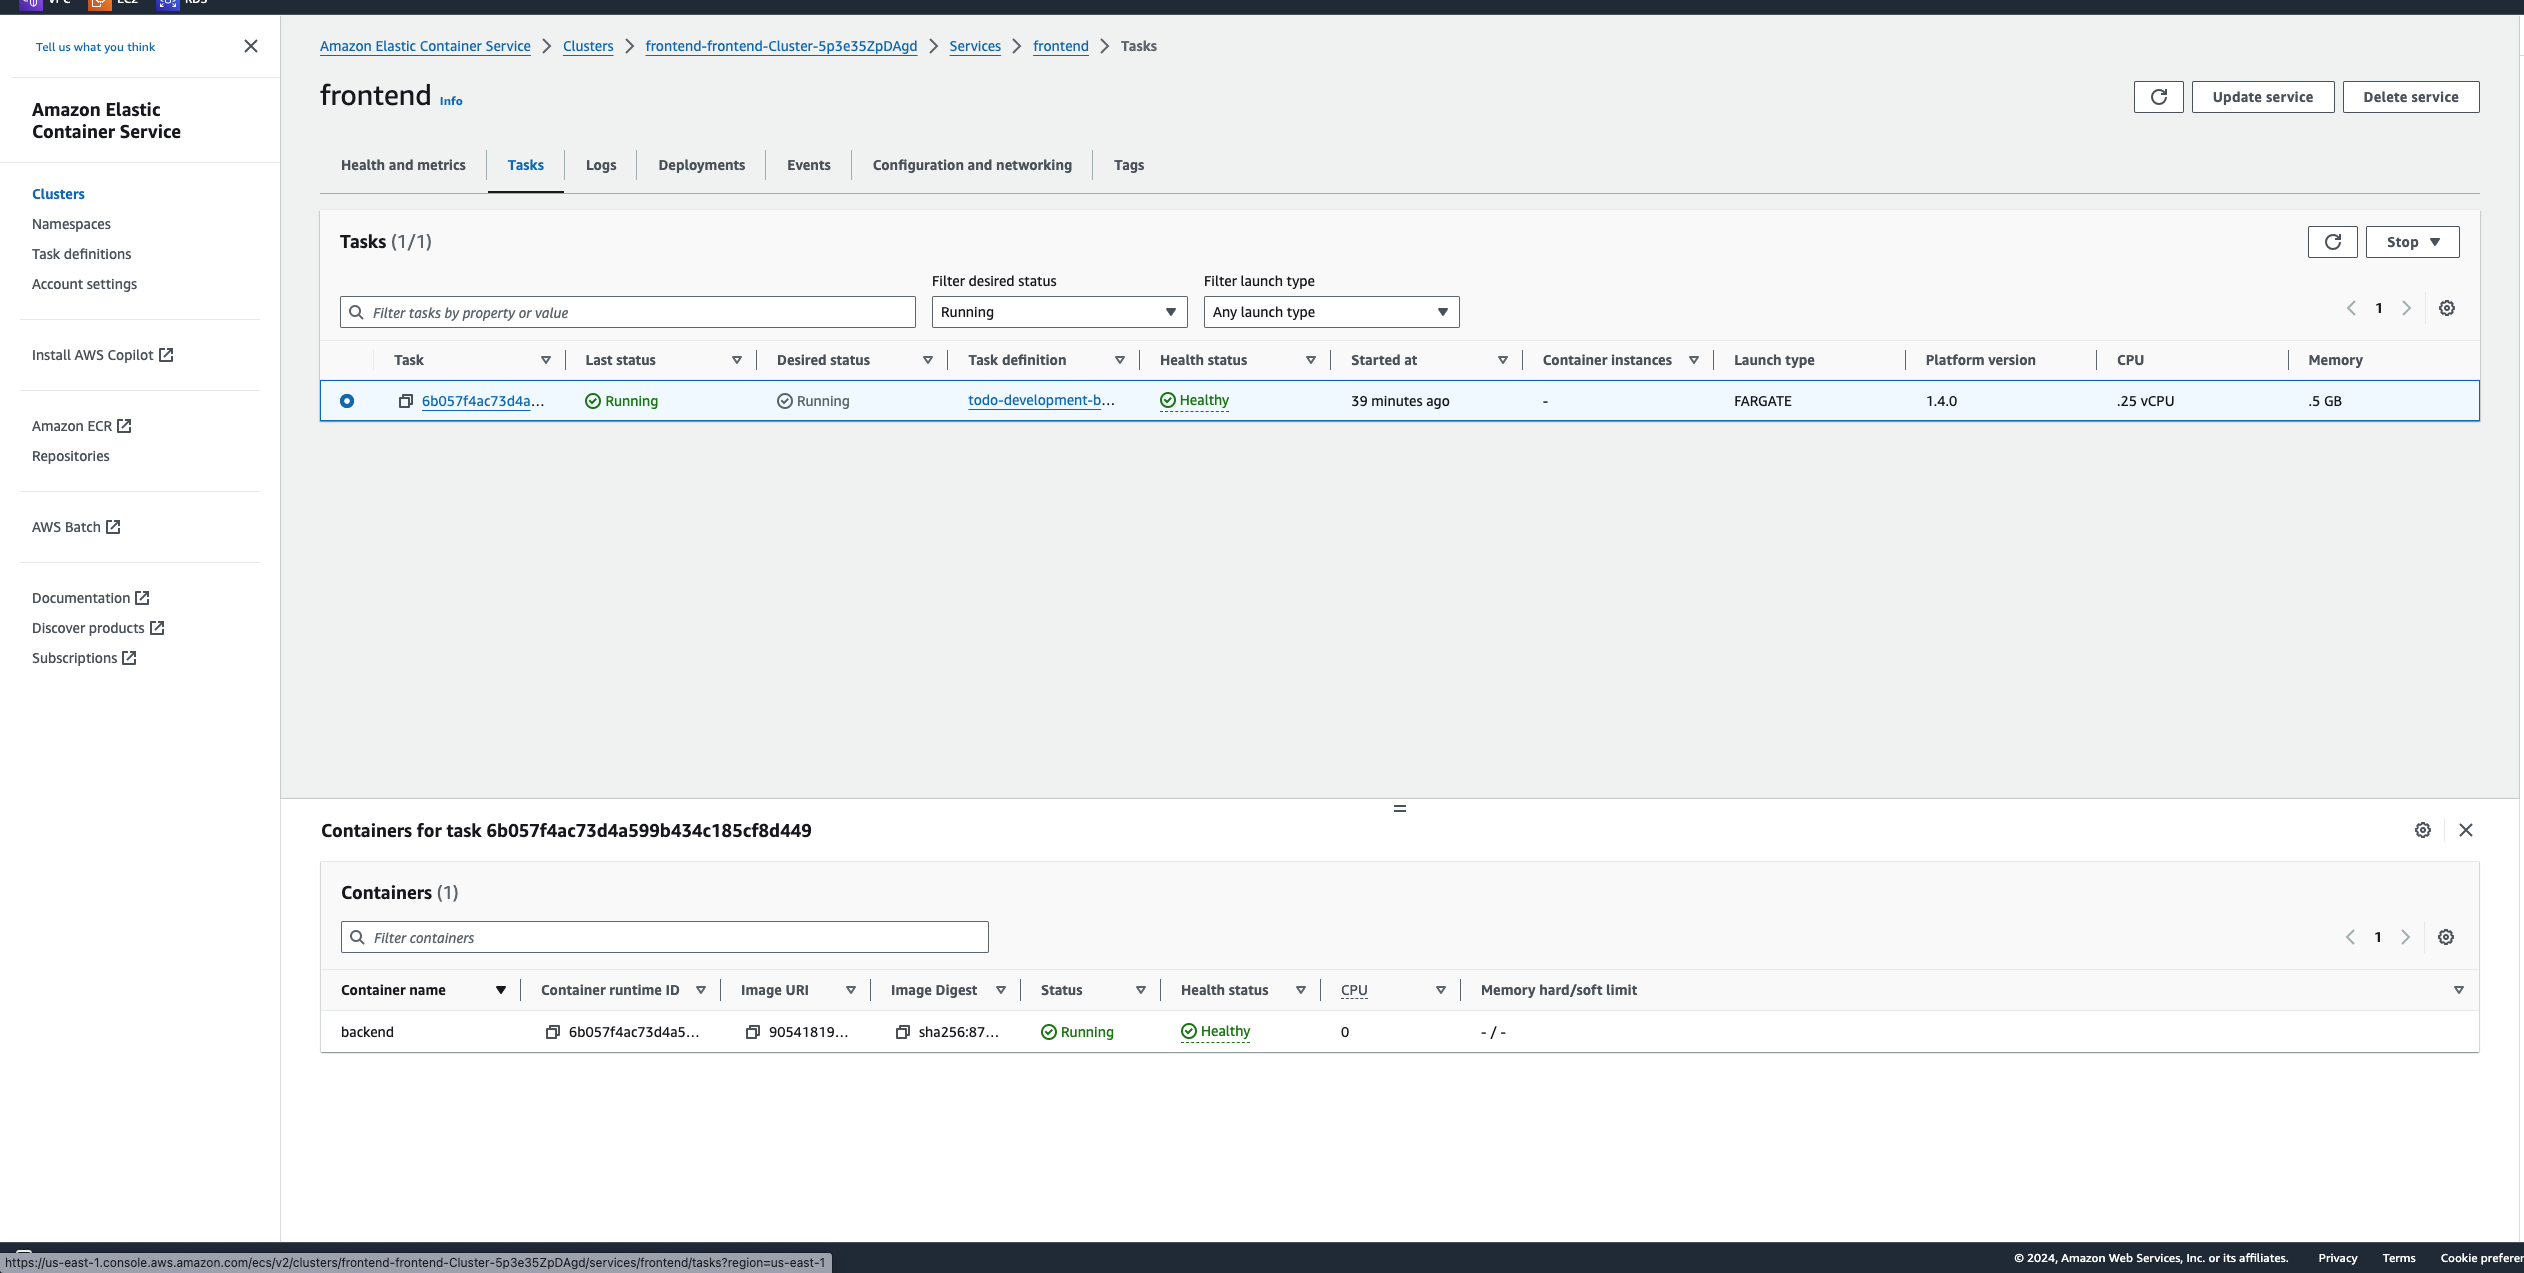 VPC EC2 RDS
Tell us what you think
Amazon Elastic Container Service > Clusters > frontend-frontend-Cluster-5p3e35ZpDAgd > Services > frontend > Tasks
frontend Info
Update service Delete service
Amazon Elastic
Container Service
Health and metrics Tasks Logs Deployments Events Configuration and networking Tags
Clusters
Namespaces
Task definitions
Account settings
Install AWS Copilot
Amazon ECR
Repositories
AWS Batch
Documentation
Discover products
Subscriptions
Tasks (1/1)
Stop
Filter desired status Filter launch type
Filter tasks by property or value Running Any launch type
1
Task Last status Desired status Task definition Health status Started at Container instances Launch type Platform version CPU Memory
6b057f4ac73d4a... Running Running todo-development-b... Healthy 39 minutes ago - FARGATE 1.4.0 .25 vCPU .5 GB
Containers for task 6b057f4ac73d4a599b434c185cf8d449
Containers (1)
Filter containers
1
Container name Container runtime ID Image URI Image Digest Status Health status CPU Memory hard/soft limit
backend 6b057f4ac73d4a5... 90541819... sha256:87... Running Healthy 0 - / -
© 2024, Amazon Web Services, Inc. or its affiliates. Privacy Terms Cookie prefer
https://us-east-1.console.aws.amazon.com/ecs/v2/clusters/frontend-frontend-Cluster-5p3e35ZpDAgd/services/frontend/tasks?region=us-east-1